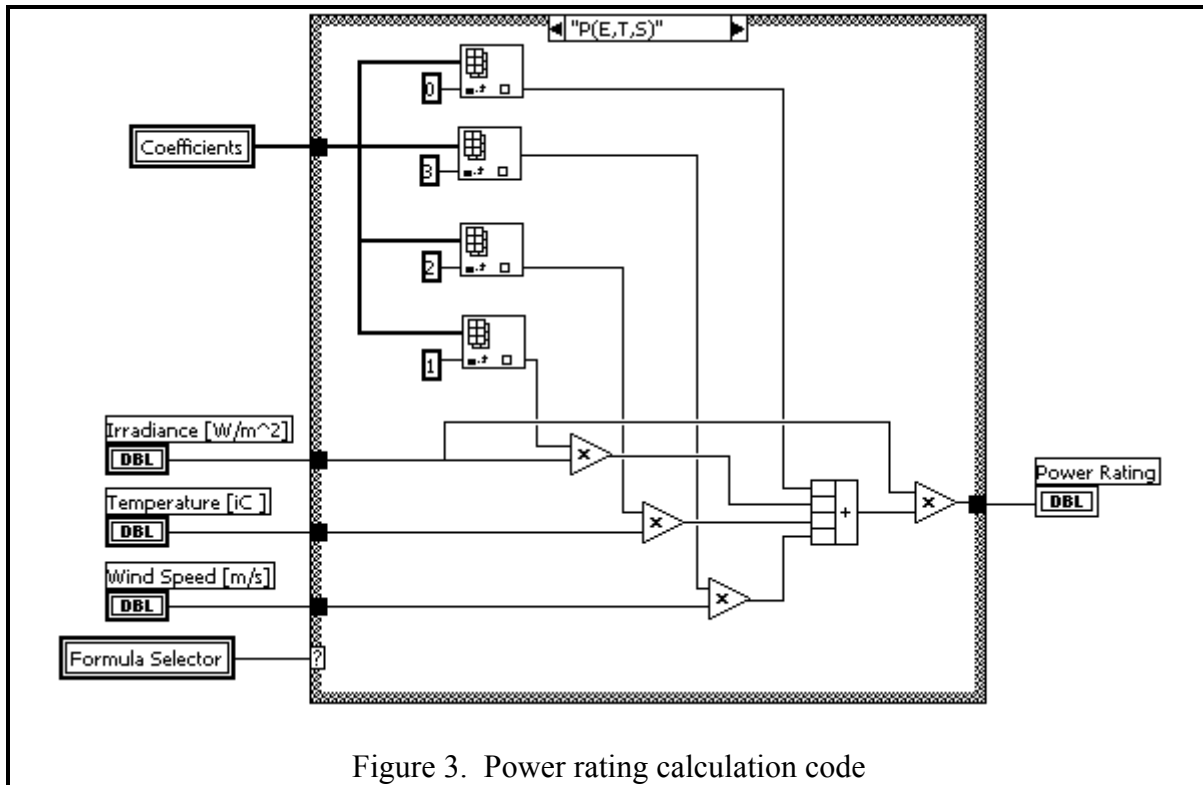 "P(E,T,S)"
0
Coefficients
3
2
1
Irradiance [W/m^2]
DBL
x
Temperature [iC ]
DBL
x
+
x
Power Rating
DBL
Wind Speed [m/s]
DBL
x
Formula Selector
?
Figure 3. Power rating calculation code